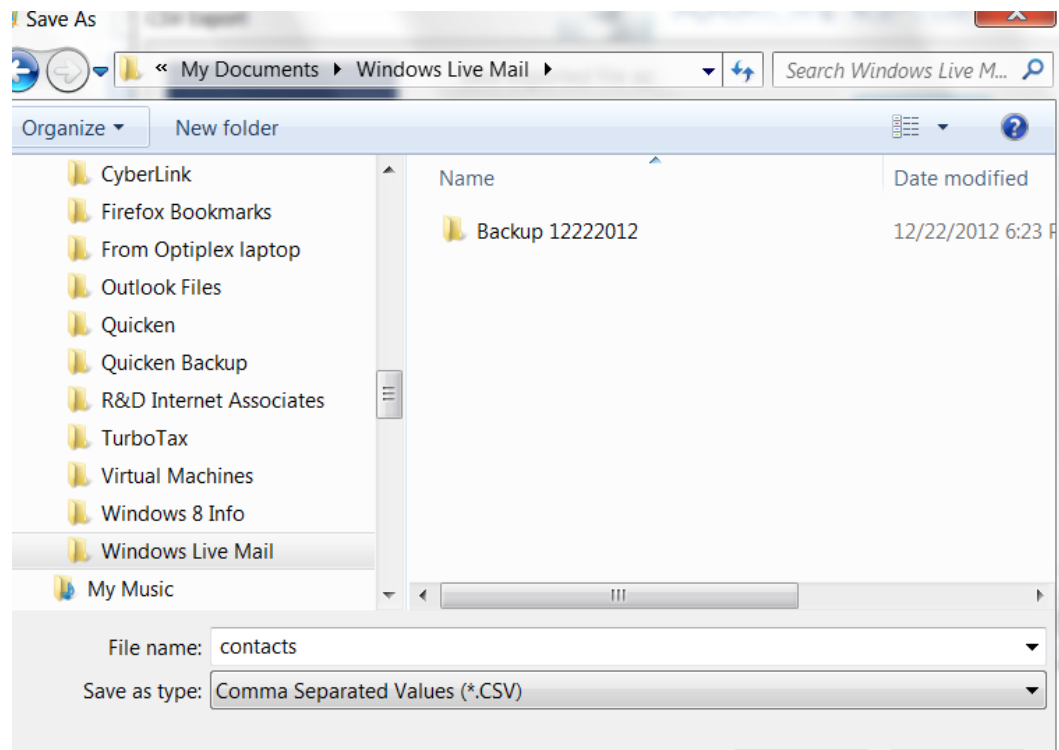 Save As
CSV Export
« My Documents Windows Live Mail Search Windows Live M...
Organize New folder
Name Date modified
CyberLink
Firefox Bookmarks
From Optiplex laptop
Outlook Files
Quicken
Quicken Backup
R&D Internet Associates
TurboTax
Virtual Machines
Windows 8 Info
Windows Live Mail
My Music
Backup 12222012 12/22/2012 6:23
File name: contacts
Save as type: Comma Separated Values (*.CSV)